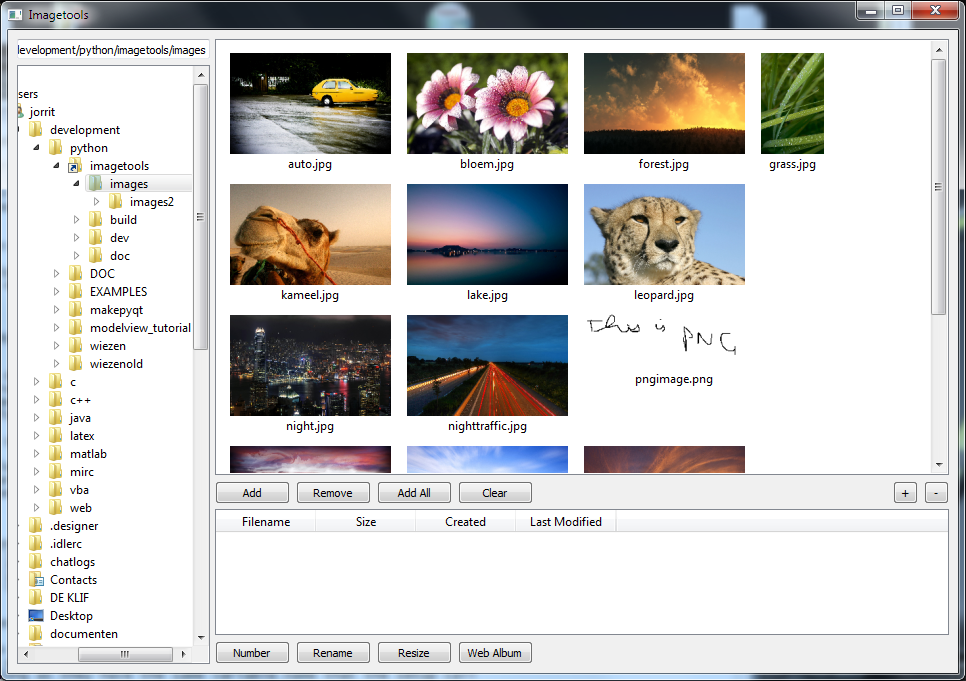 Imagetools
development/python/imagetools/images
sers
jorrit
development
python
imagetools
images
images2
build
dev
doc
DOC
EXAMPLES
makepyqt
modelview_tutorial
wiezen
wiezenold
c
c++
java
latex
matlab
mirc
vba
web
.designer
.idlerc
chatlogs
Contacts
DE KLIF
Desktop
documenten
auto.jpg bloem.jpg forest.jpg grass.jpg
kameel.jpg lake.jpg leopard.jpg
This is PNG
night.jpg nighttraffic.jpg pngimage.png
Add Remove Add All Clear + -
Filename Size Created Last Modified
Number Rename Resize Web Album